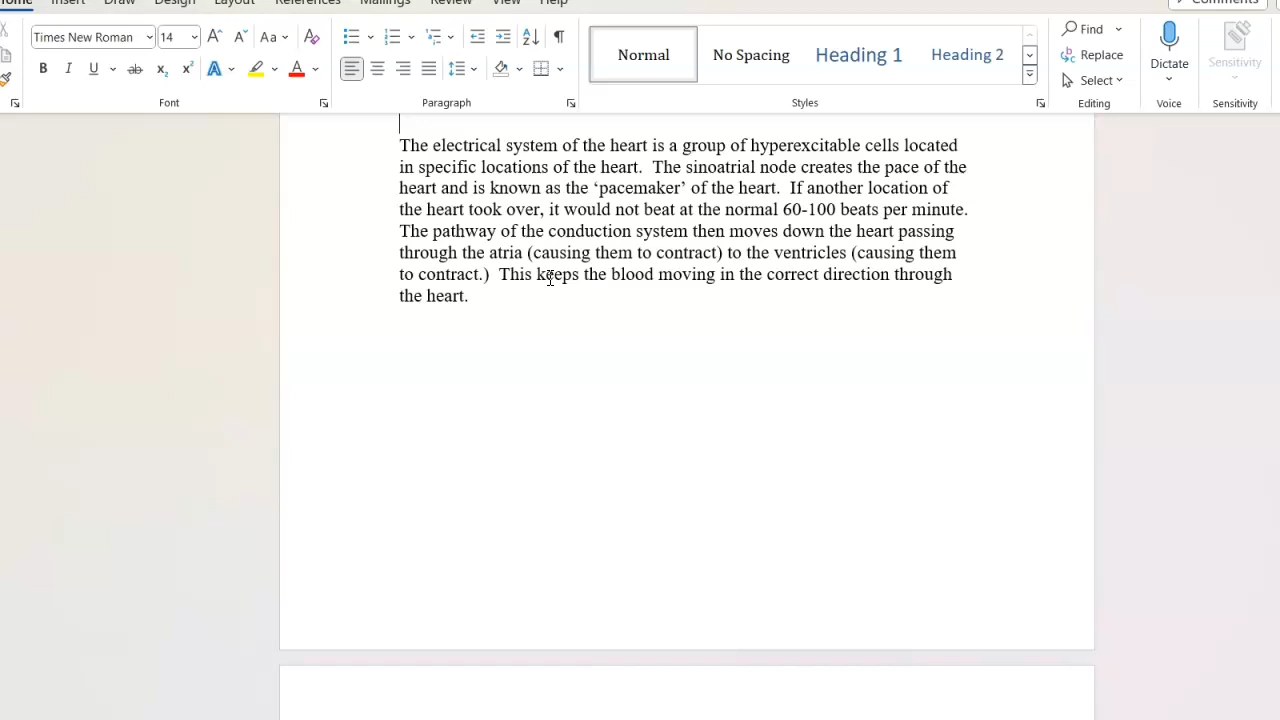 Home Insert Draw Design Layout References Mailings Review View Help Comments
Times New Roman 14 Aa Find
Normal No Spacing Heading 1 Heading 2 Replace
B I U ab x₂ x² A A Select Dictate Sensitivity
Font Paragraph Styles Editing Voice Sensitivity
The electrical system of the heart is a group of hyperexcitable cells located
in specific locations of the heart.  The sinoatrial node creates the pace of the
heart and is known as the ‘pacemaker’ of the heart.  If another location of
the heart took over, it would not beat at the normal 60-100 beats per minute.
The pathway of the conduction system then moves down the heart passing
through the atria (causing them to contract) to the ventricles (causing them
to contract.)  This keeps the blood moving in the correct direction through
the heart.